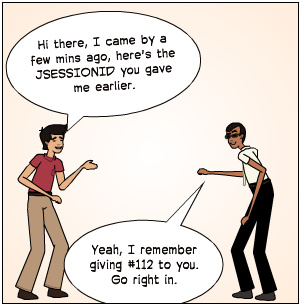 Hi there, I came by a
few mins ago, here's the
JSESSIONID you gave
me earlier.
Yeah, I remember
giving #112 to you.
Go right in.